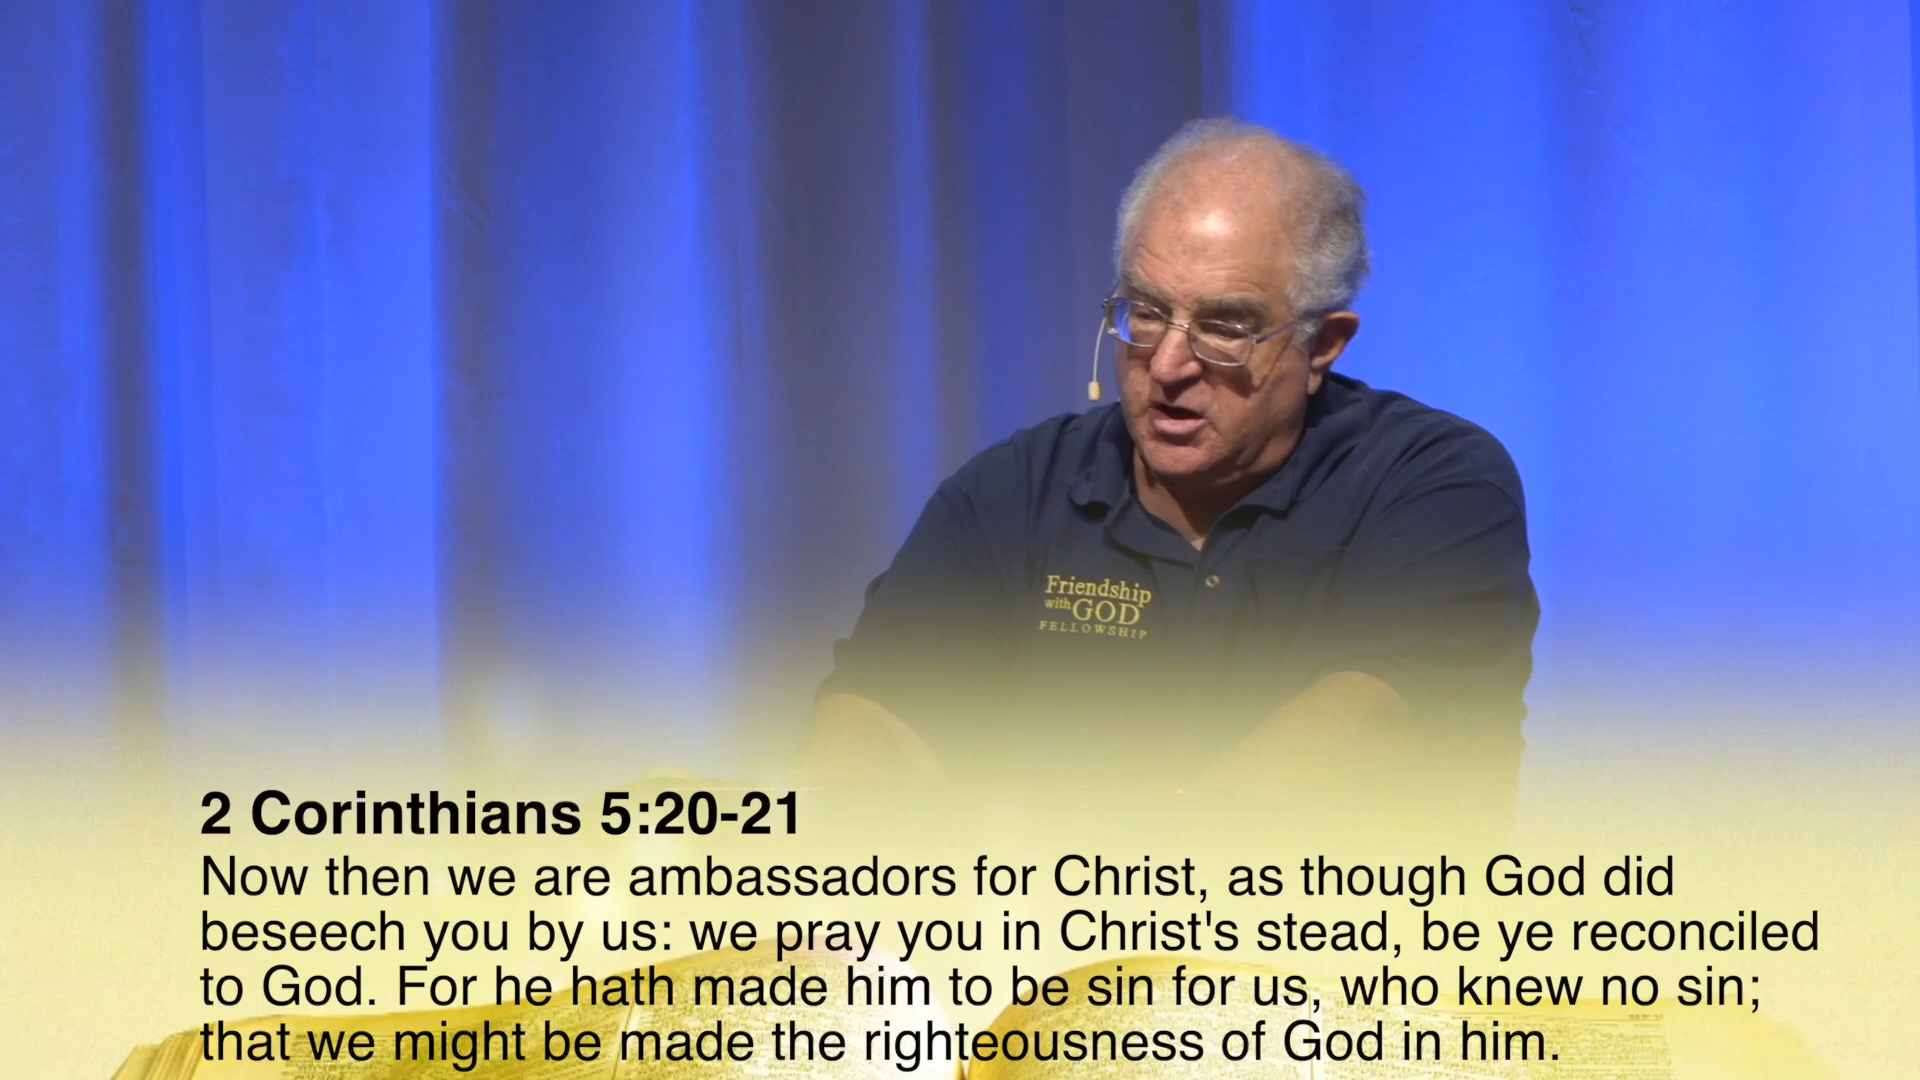 Friendship
with GOD
FELLOWSHIP
2 Corinthians 5:20-21
Now then we are ambassadors for Christ, as though God did
beseech you by us: we pray you in Christ's stead, be ye reconciled
to God. For he hath made him to be sin for us, who knew no sin;
that we might be made the righteousness of God in him.